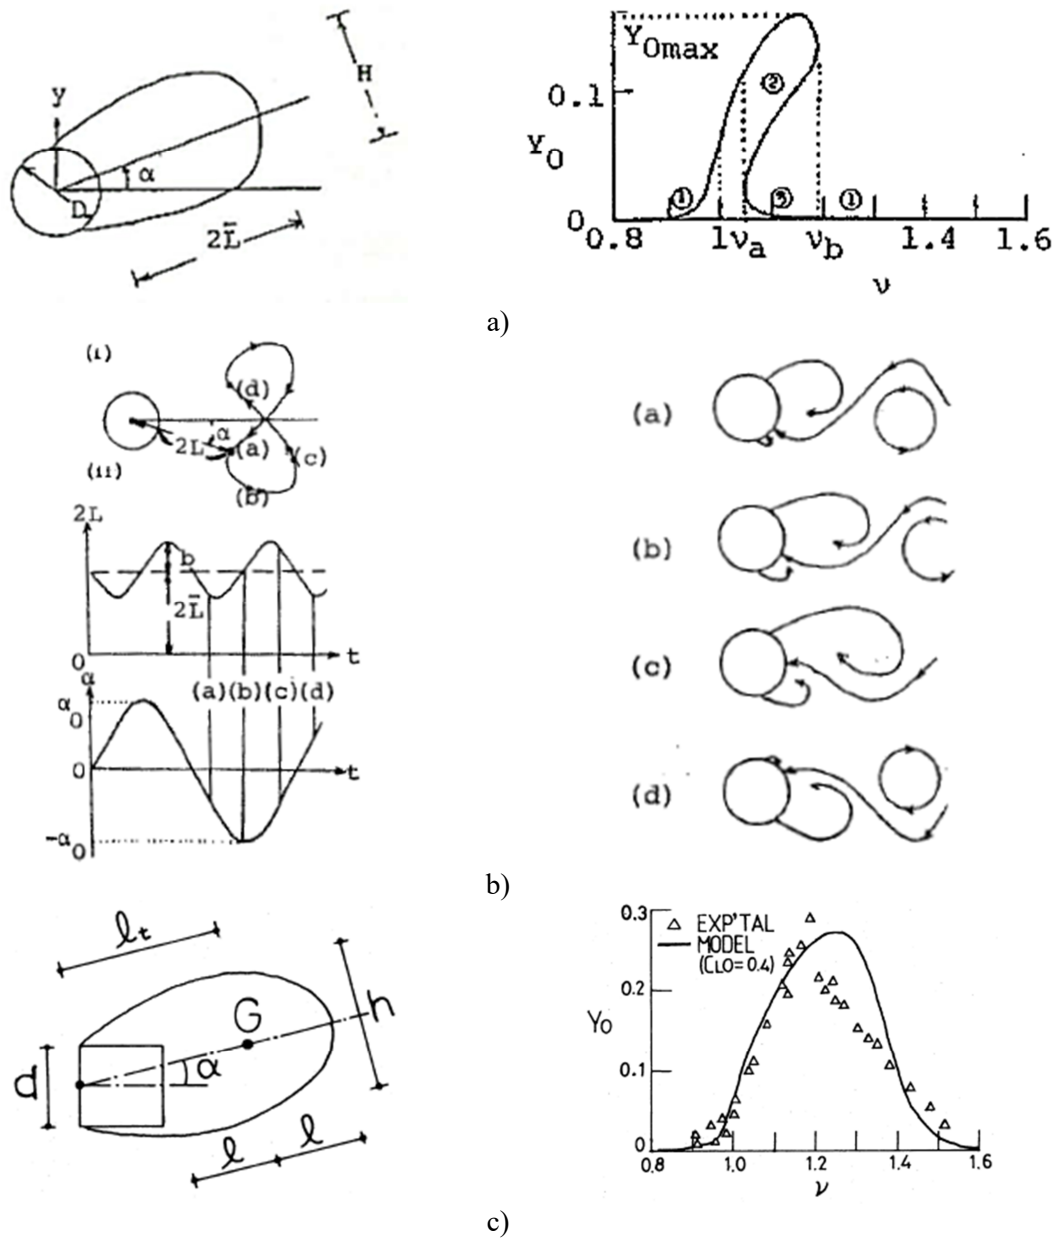 H
y
α
D
2L̄
Y0max
0.1
Y0
②
①
③
①
0
0.8
1
νa
νb
1.4
1.6
ν
a)
(i)
(d)
α
2L
(a)
(c)
(ii)
(b)
2L
b
2L̄
0
t
α
(a)(b)(c)(d)
α0
0
t
-α0
(a)
(b)
(c)
(d)
b)
ℓt
G
h
d
α
ℓ
ℓ
0.3
△ EXP'TAL
— MODEL
(CL0=0.4)
0.2
Y0
0.1
0
0.8
1.0
1.2
1.4
1.6
ν
c)